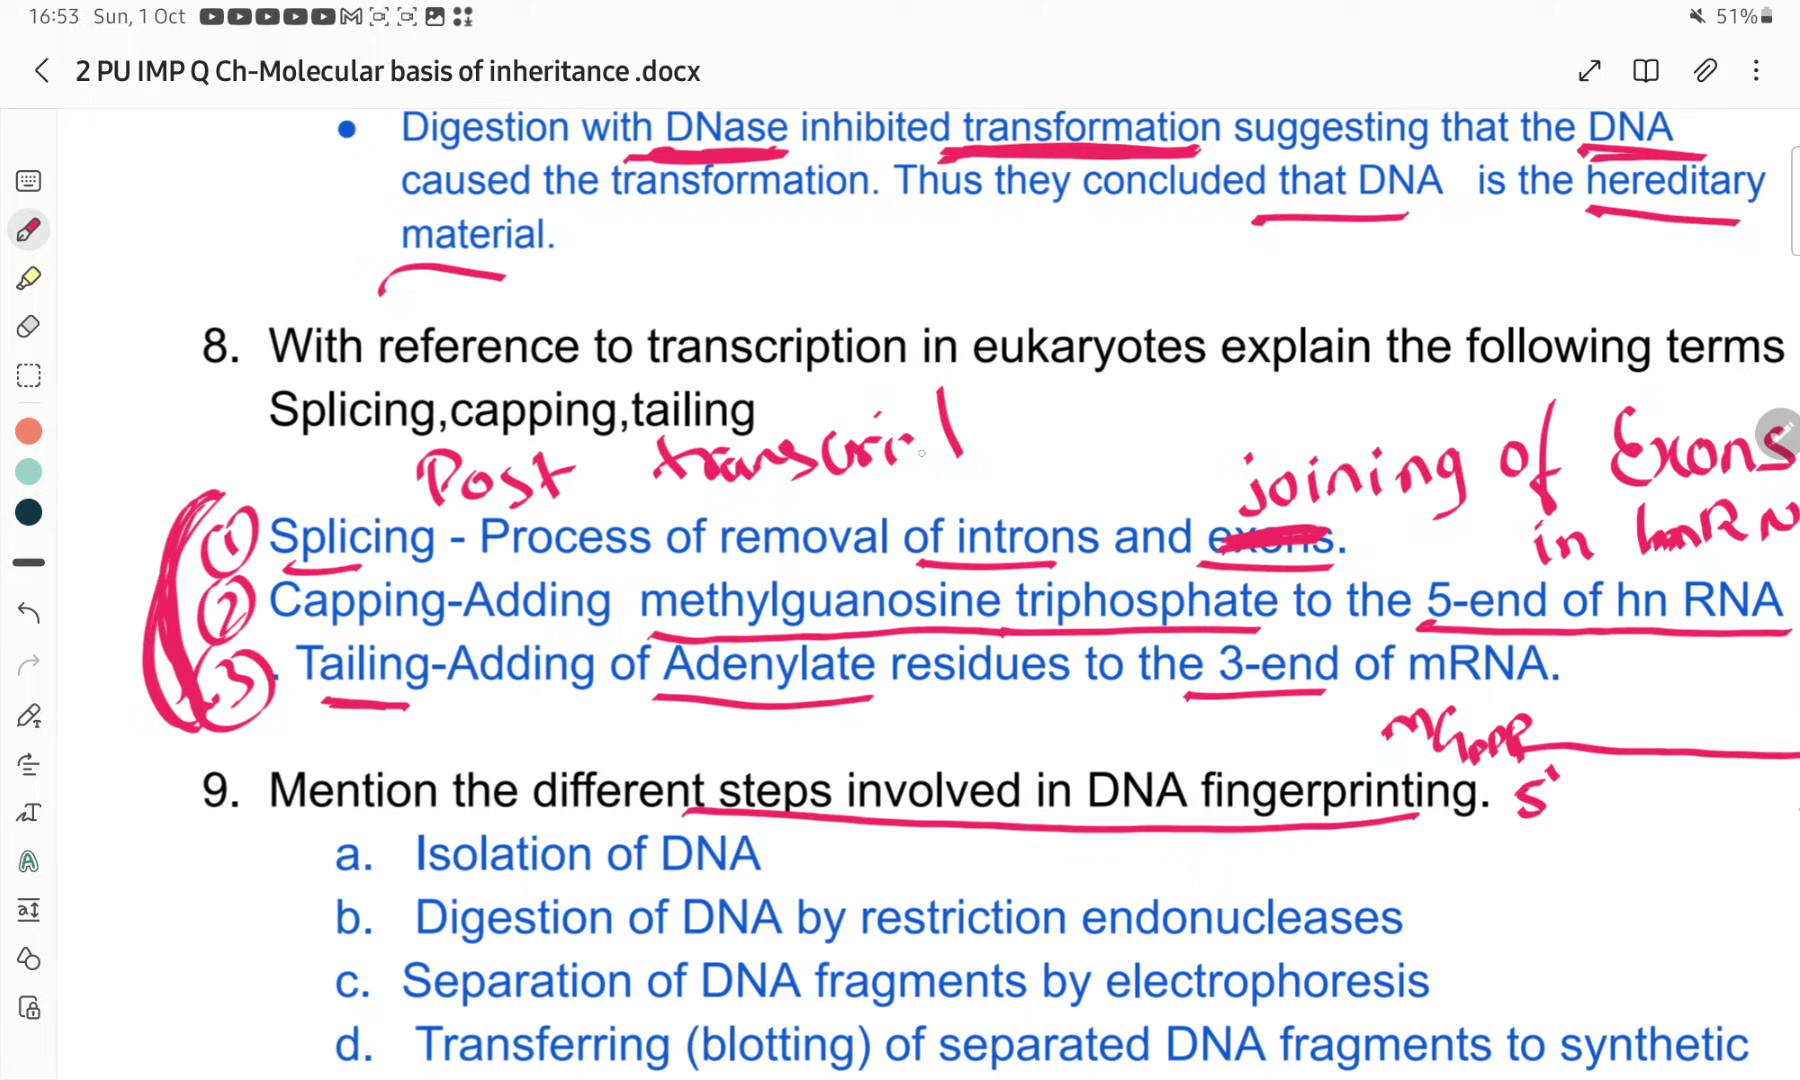 16:53 Sun, 1 Oct
51%
2 PU IMP Q Ch-Molecular basis of inheritance .docx
• Digestion with DNase inhibited transformation suggesting that the DNA
caused the transformation. Thus they concluded that DNA is the hereditary
material.
8. With reference to transcription in eukaryotes explain the following terms
Splicing,capping,tailing
Post
joining of Exons
① Splicing - Process of removal of introns and exons.
in
② Capping-Adding methylguanosine triphosphate to the 5-end of hn RNA
③ . Tailing-Adding of Adenylate residues to the 3-end of mRNA.
mGppp
9. Mention the different steps involved in DNA fingerprinting.
5'
a. Isolation of DNA
b. Digestion of DNA by restriction endonucleases
c. Separation of DNA fragments by electrophoresis
d. Transferring (blotting) of separated DNA fragments to synthetic